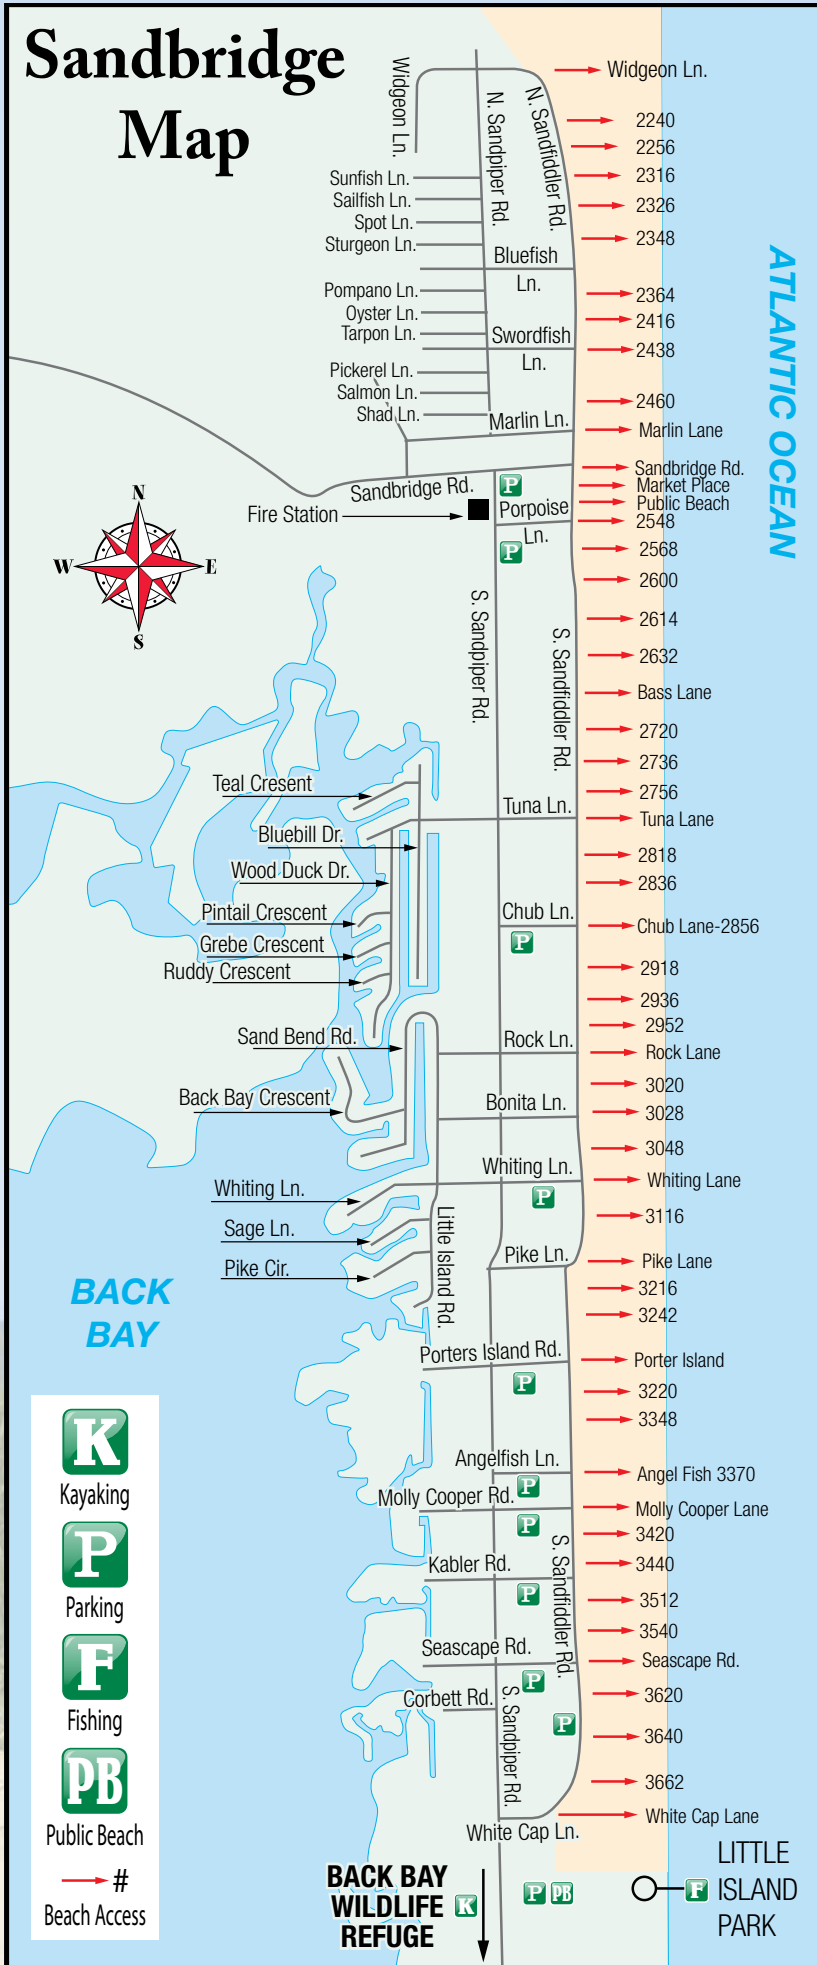 Sandbridge
Map
Widgeon Ln.
N. Sandpiper Rd.
N. Sandfiddler Rd.
Sunfish Ln.
Sailfish Ln.
Spot Ln.
Sturgeon Ln.
Bluefish
Ln.
Pompano Ln.
Oyster Ln.
Tarpon Ln.
Swordfish
Ln.
Pickerel Ln.
Salmon Ln.
Shad Ln.
Marlin Ln.
Sandbridge Rd.
P
Fire Station
Porpoise
Ln.
P
N
W
E
S
S. Sandpiper Rd.
S. Sandfiddler Rd.
Teal Cresent
Tuna Ln.
Bluebill Dr.
Wood Duck Dr.
Pintail Crescent
Chub Ln.
P
Grebe Crescent
Ruddy Crescent
Sand Bend Rd.
Rock Ln.
Back Bay Crescent
Bonita Ln.
Whiting Ln.
P
Whiting Ln.
Sage Ln.
Pike Cir.
Little Island Rd.
Pike Ln.
BACK
BAY
Porters Island Rd.
P
Angelfish Ln.
P
Molly Cooper Rd.
P
Kabler Rd.
P
S. Sandfiddler Rd.
Seascape Rd.
P
Corbett Rd.
S. Sandpiper Rd.
P
White Cap Ln.
Widgeon Ln.
2240
2256
2316
2326
2348
2364
2416
2438
2460
Marlin Lane
Sandbridge Rd.
Market Place
Public Beach
2548
2568
2600
2614
2632
Bass Lane
2720
2736
2756
Tuna Lane
2818
2836
Chub Lane-2856
2918
2936
2952
Rock Lane
3020
3028
3048
Whiting Lane
3116
Pike Lane
3216
3242
Porter Island
3220
3348
Angel Fish 3370
Molly Cooper Lane
3420
3440
3512
3540
Seascape Rd.
3620
3640
3662
White Cap Lane
ATLANTIC OCEAN
K
Kayaking
P
Parking
F
Fishing
PB
Public Beach
#
Beach Access
BACK BAY
WILDLIFE
REFUGE
K
P PB
F
LITTLE
ISLAND
PARK